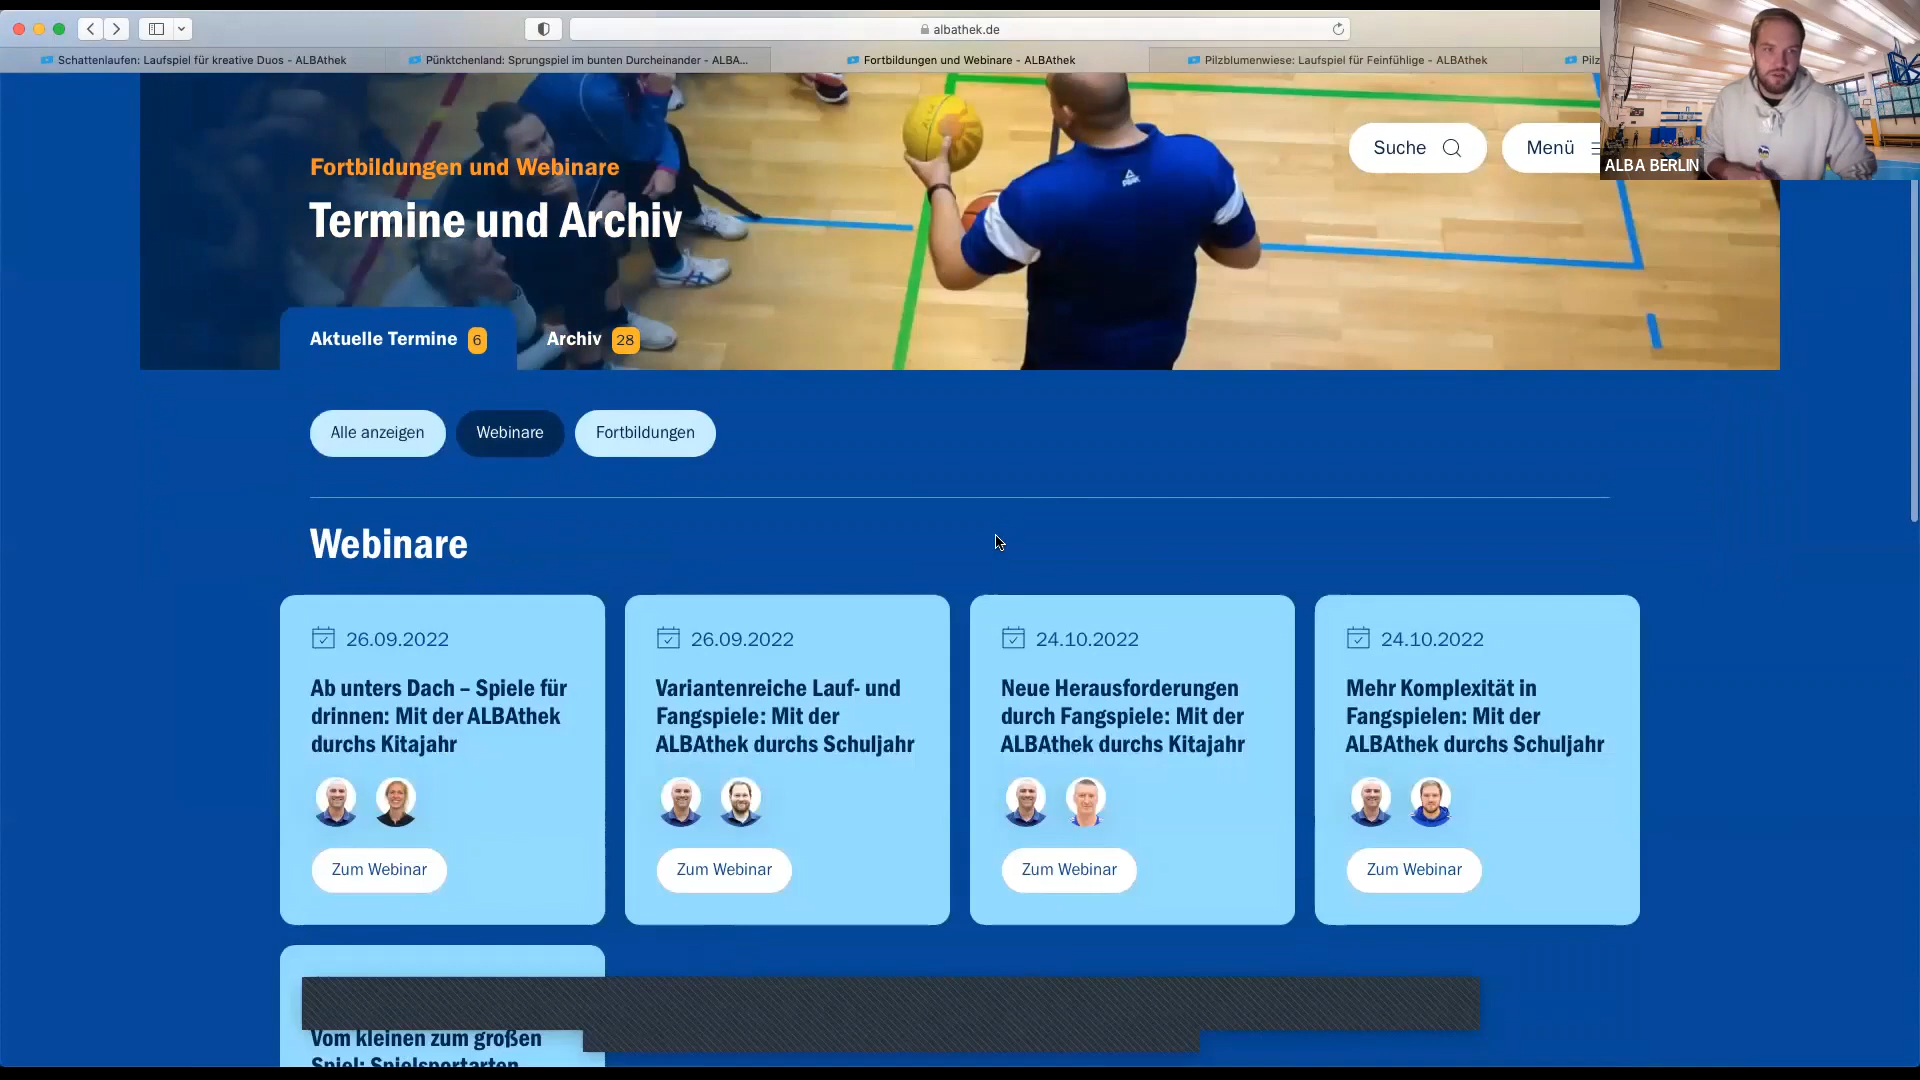 albathek.de
Schattenlaufen: Laufspiel für kreative Duos - ALBAthek
Pünktchenland: Sprungspiel im bunten Durcheinander - ALBA...
Fortbildungen und Webinare - ALBAthek
Pilzblumenwiese: Laufspiel für Feinfühlige - ALBAthek
Pilz
Suche
Menü
ALBA BERLIN
Fortbildungen und Webinare
Termine und Archiv
PEAK
Aktuelle Termine 6
Archiv 28
Alle anzeigen
Webinare
Fortbildungen
Webinare
26.09.2022
Ab unters Dach – Spiele für
drinnen: Mit der ALBAthek
durchs Kitajahr
Zum Webinar
26.09.2022
Variantenreiche Lauf- und
Fangspiele: Mit der
ALBAthek durchs Schuljahr
Zum Webinar
24.10.2022
Neue Herausforderungen
durch Fangspiele: Mit der
ALBAthek durchs Kitajahr
Zum Webinar
24.10.2022
Mehr Komplexität in
Fangspielen: Mit der
ALBAthek durchs Schuljahr
Zum Webinar
Vom kleinen zum großen
Spiel: Spielsportarten